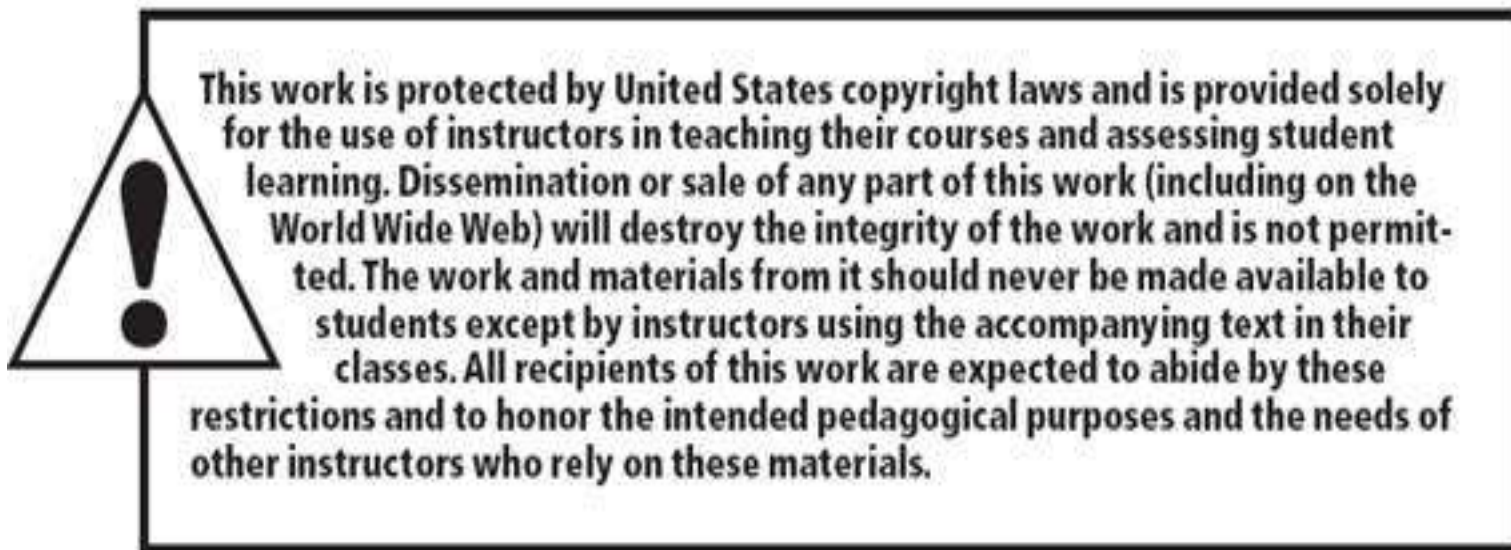 This work is protected by United States copyright laws and is provided solely
for the use of instructors in teaching their courses and assessing student
learning. Dissemination or sale of any part of this work (including on the
World Wide Web) will destroy the integrity of the work and is not permit-
ted. The work and materials from it should never be made available to
students except by instructors using the accompanying text in their
classes. All recipients of this work are expected to abide by these
restrictions and to honor the intended pedagogical purposes and the needs of
other instructors who rely on these materials.